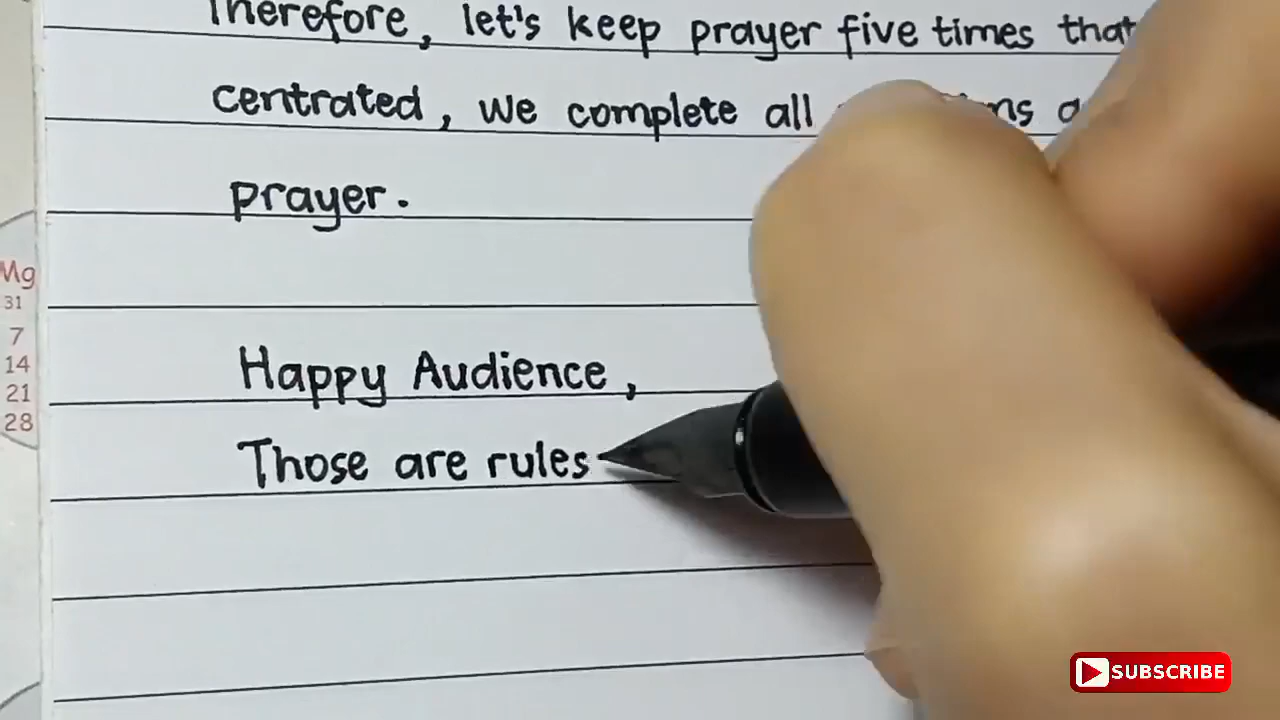 Therefore, let's keep prayer five times that
centrated, We complete all
prayer.
Happy Audience,
Those are rules
Mg
31
7
14
21
28
SUBSCRIBE